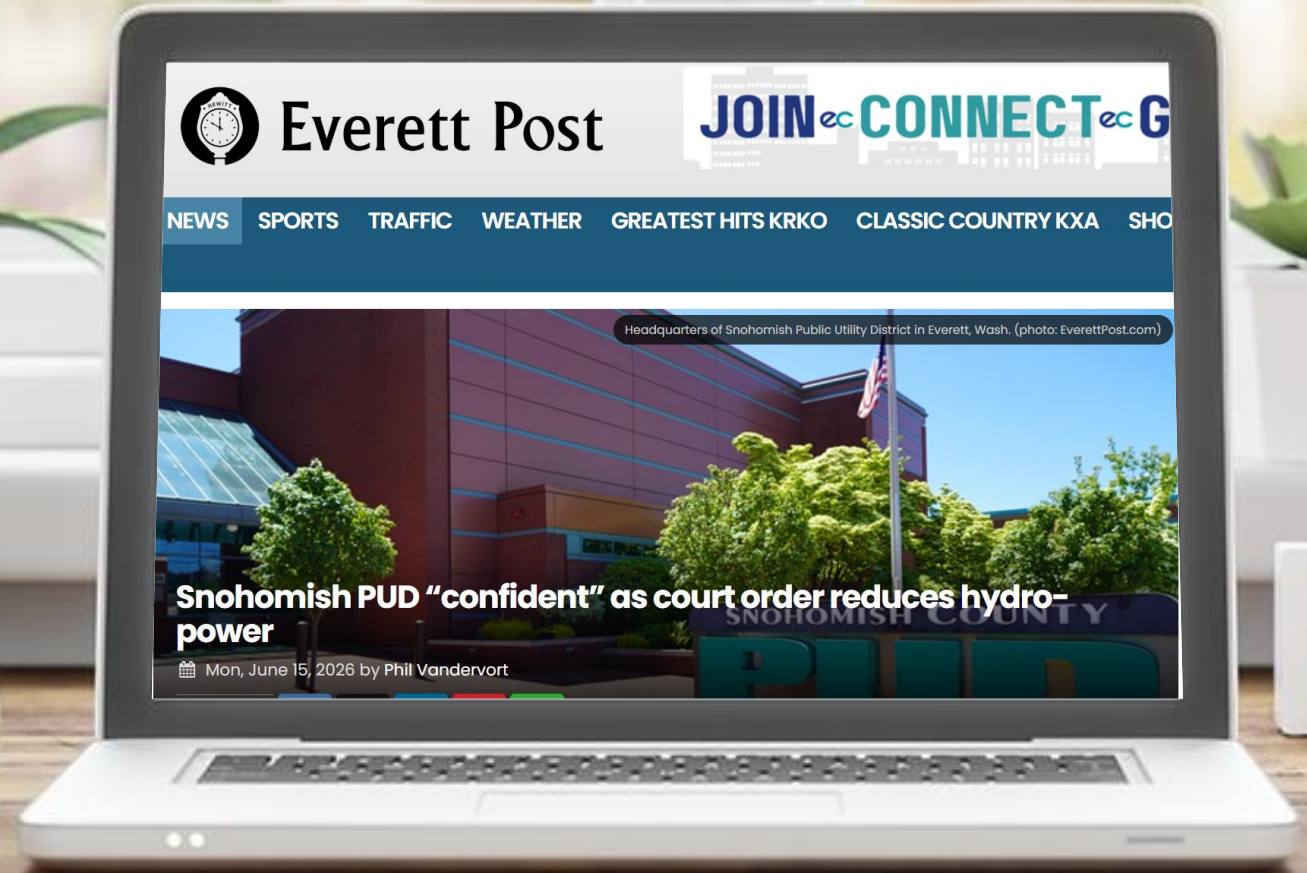 HEWITT
Everett Post
JOIN ec CONNECT ec G
NEWS SPORTS TRAFFIC WEATHER GREATEST HITS KRKO CLASSIC COUNTRY KXA SHO
Headquarters of Snohomish Public Utility District in Everett, Wash. (photo: EverettPost.com)
Snohomish PUD “confident” as court order reduces hydro-
power
SNOHOMISH COUNTY
PUD
Mon, June 15, 2026 by Phil Vandervort